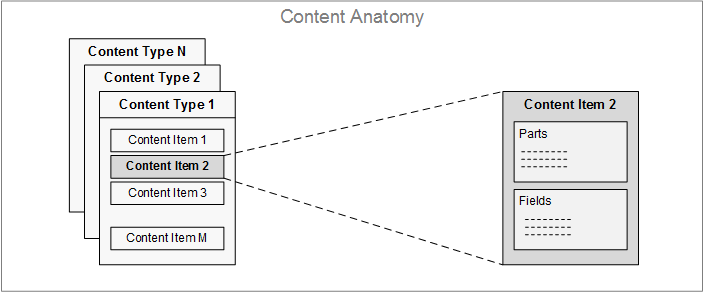 Content Anatomy
Content Type N
Content Type 2
Content Type 1
Content Item 1
Content Item 2
Content Item 3
Content Item M
Content Item 2
Parts
Fields